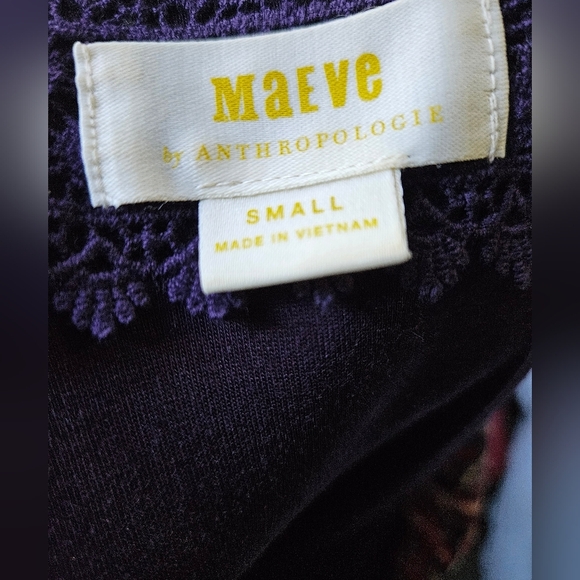 MaEVe
by ANTHROPOLOGIE
SMALL
MADE IN VIETNAM